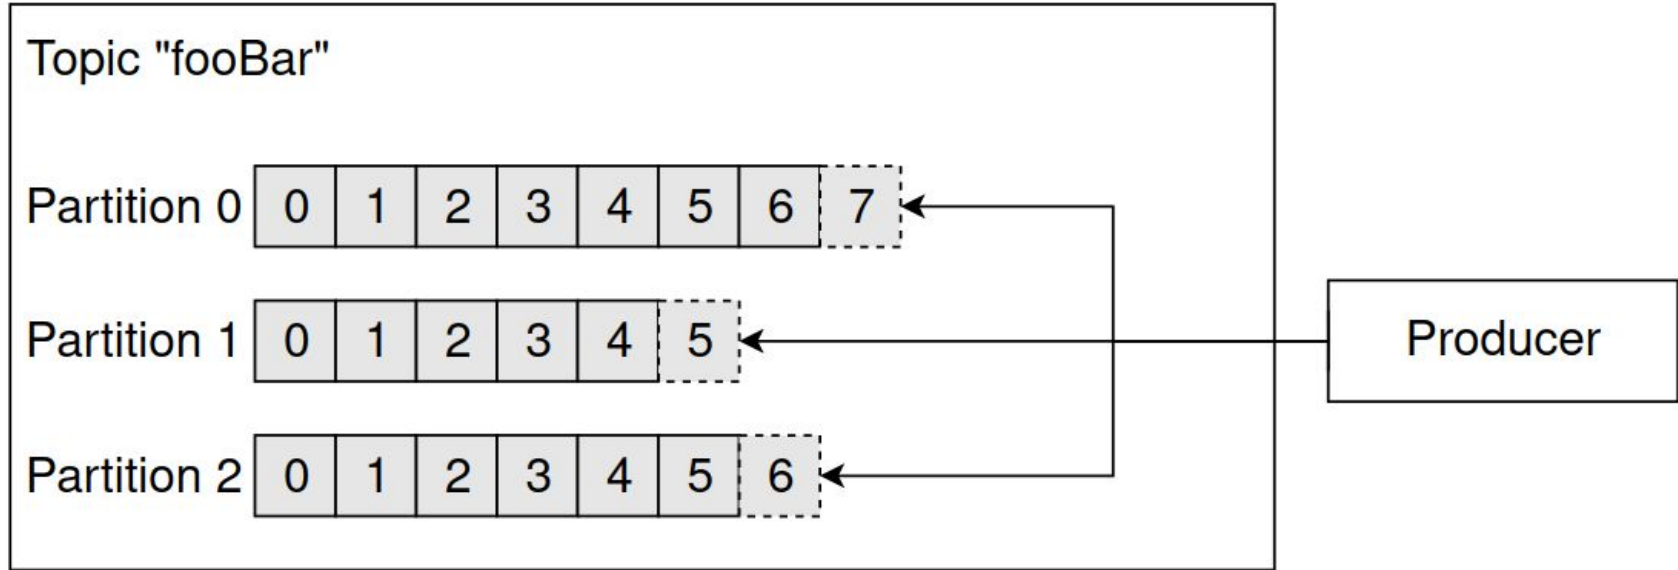 Topic "fooBar"
Partition 0 0 1 2 3 4 5 6 7
Partition 1 0 1 2 3 4 5
Producer
Partition 2 0 1 2 3 4 5 6